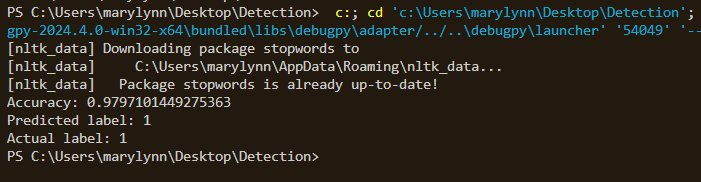 PS C:\Users\marylynn\Desktop\Detection>  c:; cd 'c:\Users\marylynn\Desktop\Detection';
gpy-2024.4.0-win32-x64\bundled\libs\debugpy\adapter/../..\debugpy\launcher' '54049' '--
[nltk_data] Downloading package stopwords to
[nltk_data]     C:\Users\marylynn\AppData\Roaming\nltk_data...
[nltk_data]   Package stopwords is already up-to-date!
Accuracy: 0.9797101449275363
Predicted label: 1
Actual label: 1
PS C:\Users\marylynn\Desktop\Detection>